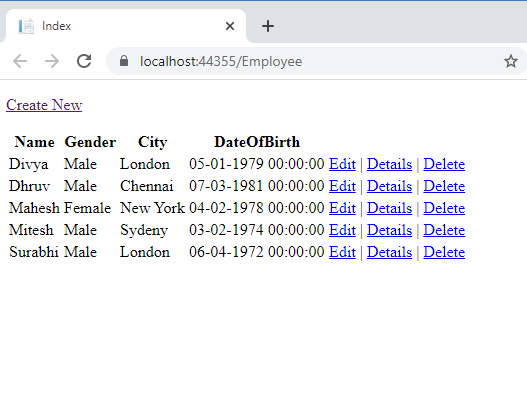 Index
localhost:44355/Employee
Create New
Name Gender City DateOfBirth
Divya Male London 05-01-1979 00:00:00 Edit | Details | Delete
Dhruv Male Chennai 07-03-1981 00:00:00 Edit | Details | Delete
Mahesh Female New York 04-02-1978 00:00:00 Edit | Details | Delete
Mitesh Male Sydeny 03-02-1974 00:00:00 Edit | Details | Delete
Surabhi Male London 06-04-1972 00:00:00 Edit | Details | Delete